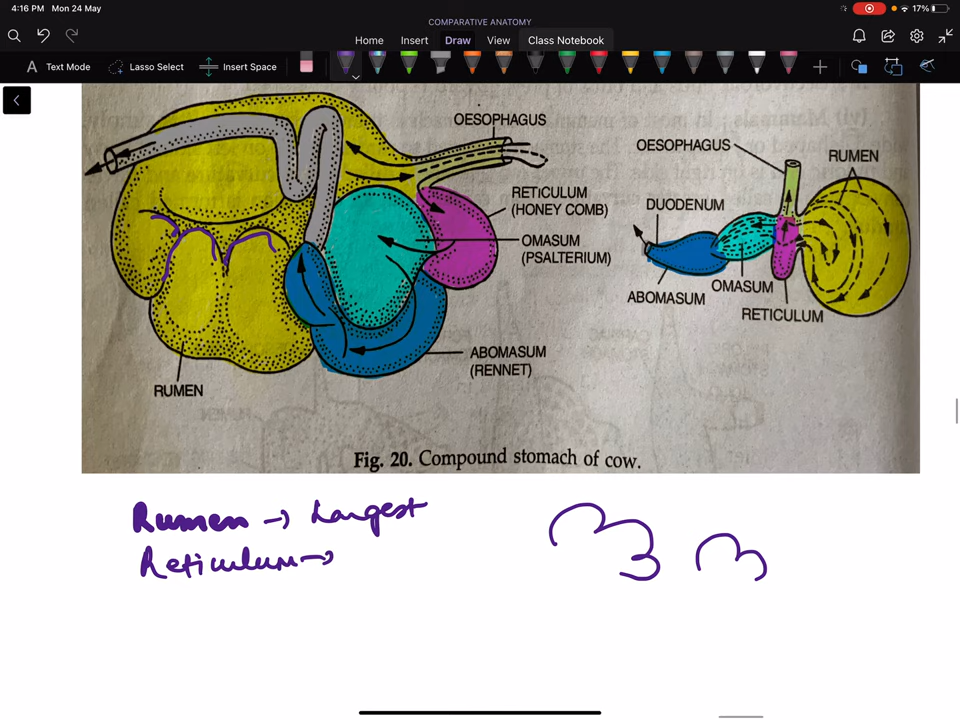 4:16 PM Mon 24 May
17%
COMPARATIVE ANATOMY
Home Insert Draw View Class Notebook
Text Mode Lasso Select Insert Space
(vi) Mammals :
OESOPHAGUS
RETICULUM
(HONEY COMB)
OMASUM
(PSALTERIUM)
ABOMASUM
(RENNET)
RUMEN
OESOPHAGUS
RUMEN
DUODENUM
OMASUM
ABOMASUM
RETICULUM
Fig. 20. Compound stomach of cow.
Rumen → Largest
Reticulum →